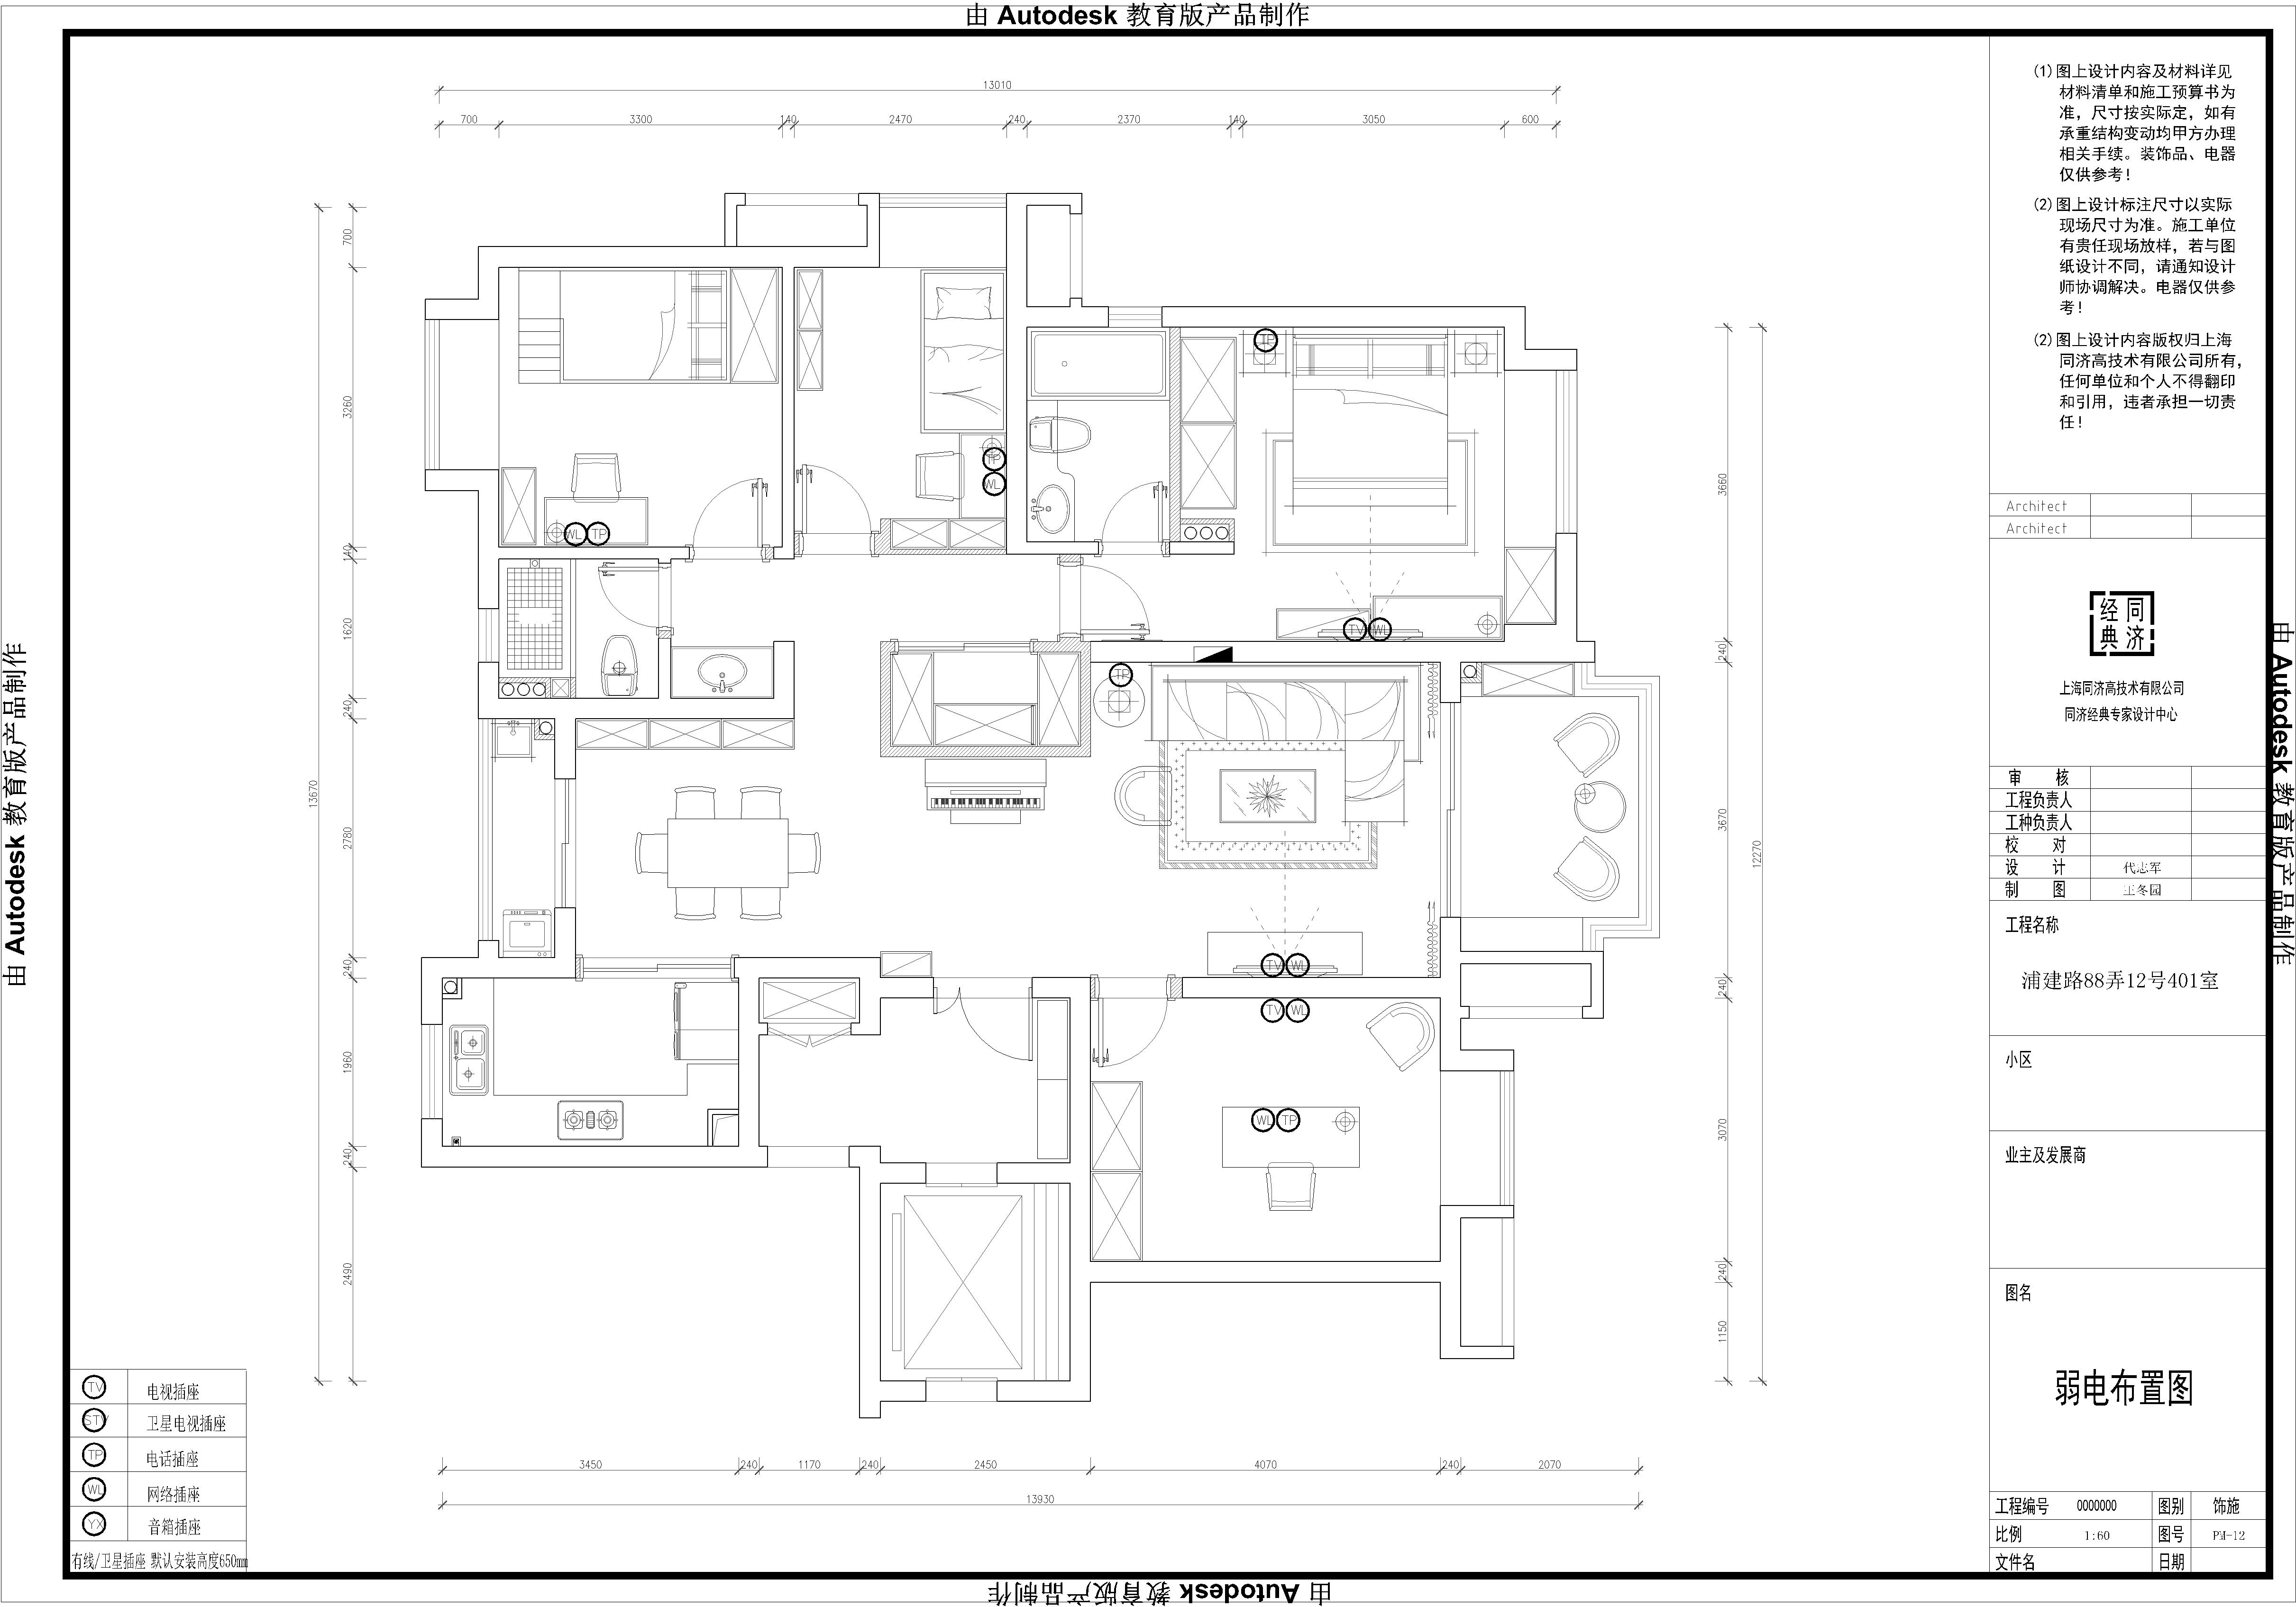 由 Autodesk 教育版产品制作
13010
700
3300
140
2470
240
2370
140
3050
600
(1)图上设计内容及材料详见
材料清单和施工预算书为
准，尺寸按实际定，如有
承重结构变动均甲方办理
相关手续。装饰品、电器
仅供参考！
(2)图上设计标注尺寸以实际
现场尺寸为准。施工单位
有责任现场放样，若与图
纸设计不同，请通知设计
师协调解决。电器仅供参
考！
(2)图上设计内容版权归上海
同济高技术有限公司所有，
任何单位和个人不得翻印
和引用，违者承担一切责
任！
Architect
Architect
同济
经典
上海同济高技术有限公司
同济经典专家设计中心
审 核
工程负责人
工种负责人
校 对
设 计 代志军
制 图 王冬园
工程名称
浦建路88弄12号401室
小区
业主及发展商
图名
弱电布置图
工程编号 0000000 图别 饰施
比例 1:60 图号 PM-12
文件名 日期
由 Autodesk 教育版产品制作
由 Autodesk 教育版产品制作
13670
700
3260
140
1620
240
2780
240
1960
240
2490
3660
240
3670
240
3070
240
1150
12270
TP
TP
WL
WL TP
TV WL
TP
TV WL
TV WL
WL TP
3450
240
1170
240
2450
4070
240
2070
13930
TV 电视插座
STV 卫星电视插座
TP 电话插座
WL 网络插座
YX 音箱插座
有线/卫星插座 默认安装高度650mm
由 Autodesk 教育版产品制作